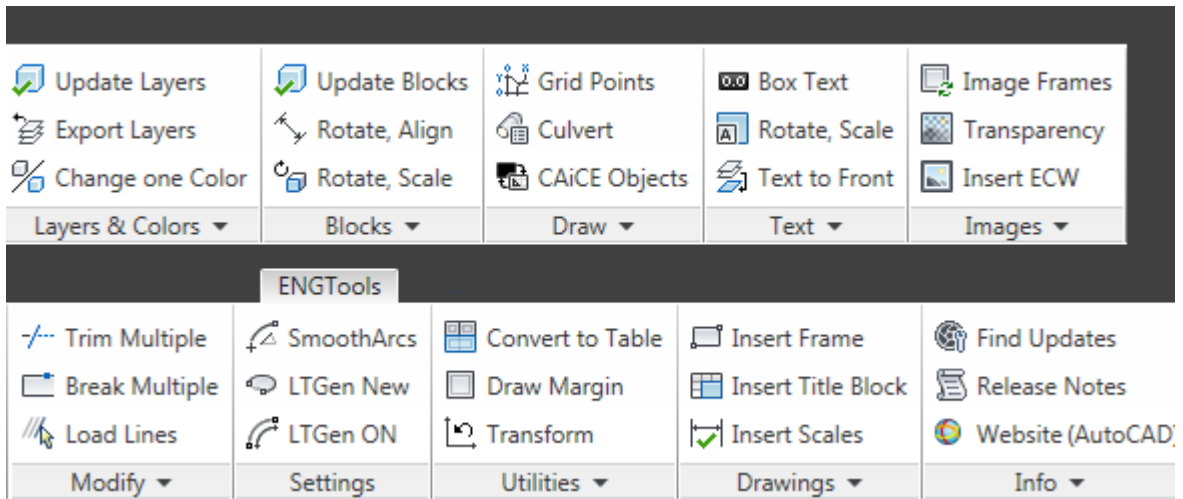 Update Layers
Export Layers
Change one Color
Layers & Colors
Update Blocks
Rotate, Align
Rotate, Scale
Blocks
Grid Points
Culvert
CAiCE Objects
Draw
Box Text
Rotate, Scale
Text to Front
Text
Image Frames
Transparency
Insert ECW
Images
ENGTools
Trim Multiple
Break Multiple
Load Lines
Modify
SmoothArcs
LTGen New
LTGen ON
Settings
Convert to Table
Draw Margin
Transform
Utilities
Insert Frame
Insert Title Block
Insert Scales
Drawings
Find Updates
Release Notes
Website (AutoCAD)
Info